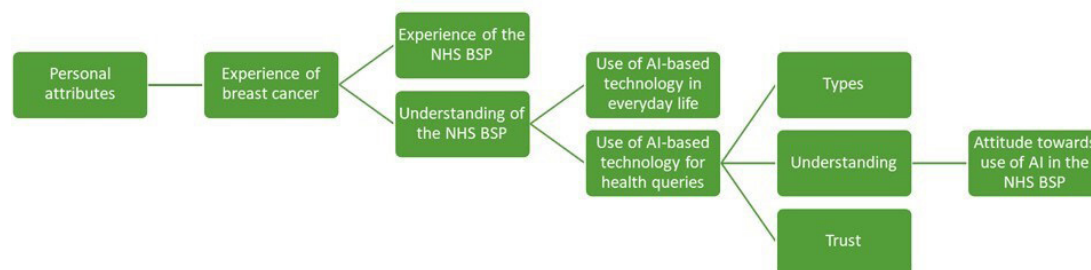 Personal
attributes
Experience of
breast cancer
Experience of the
NHS BSP
Understanding of
the NHS BSP
Use of AI-based
technology in
everyday life
Use of AI-based
technology for
health queries
Types
Understanding
Trust
Attitude towards
use of AI in the
NHS BSP